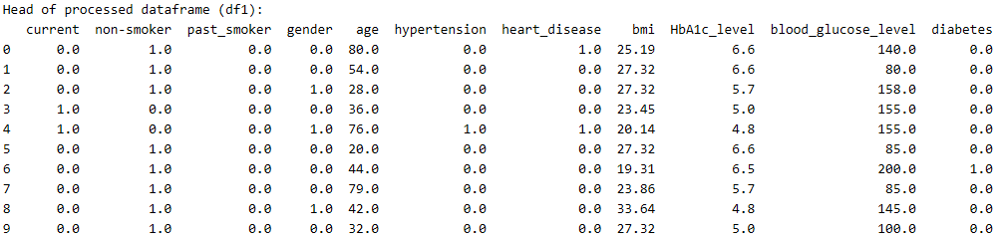 Head of processed dataframe (df1):
current non-smoker past_smoker gender age hypertension heart_disease bmi HbA1c_level blood_glucose_level diabetes
0 0.0 1.0 0.0 1.0 80.0 0.0 1.0 25.19 6.6 140.0 0.0
1 0.0 1.0 0.0 0.0 54.0 0.0 0.0 27.32 6.6 80.0 0.0
2 0.0 1.0 0.0 1.0 28.0 0.0 0.0 27.32 5.7 158.0 0.0
3 1.0 0.0 0.0 0.0 36.0 0.0 0.0 23.45 5.0 155.0 0.0
4 1.0 0.0 0.0 1.0 76.0 1.0 1.0 20.14 4.8 155.0 0.0
5 0.0 1.0 0.0 0.0 20.0 0.0 0.0 27.32 6.6 85.0 0.0
6 0.0 1.0 0.0 0.0 44.0 0.0 0.0 19.31 6.5 200.0 1.0
7 0.0 1.0 0.0 0.0 79.0 0.0 0.0 23.86 5.7 85.0 0.0
8 0.0 1.0 0.0 1.0 42.0 0.0 0.0 33.64 4.8 145.0 0.0
9 0.0 1.0 0.0 0.0 32.0 0.0 0.0 27.32 5.0 100.0 0.0